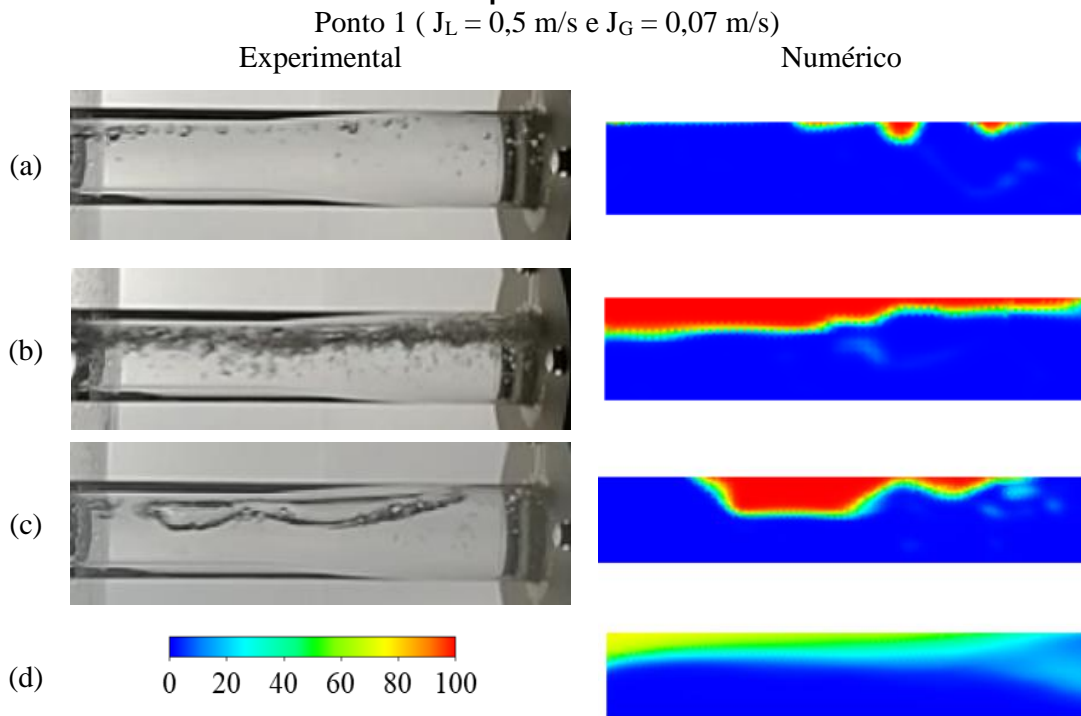 Ponto 1 ( J_L = 0,5 m/s e J_G = 0,07 m/s)
Experimental Numérico
(a)
(b)
(c)
(d)
0 20 40 60 80 100